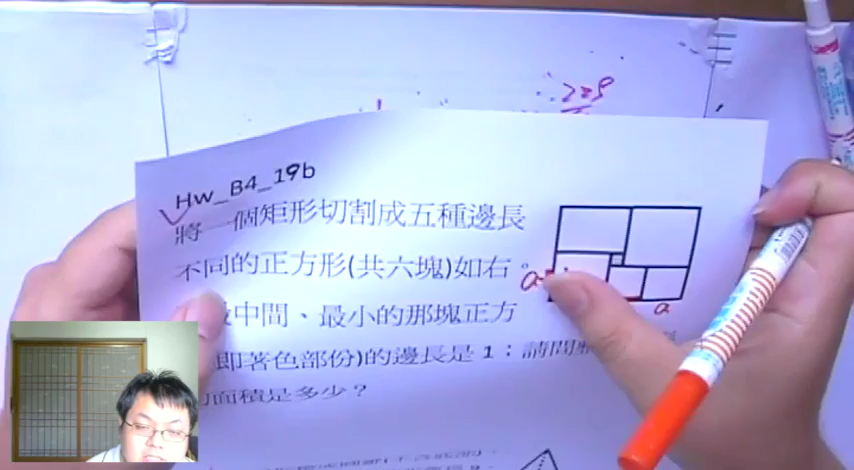 Hw_B4_19b
將一個矩形切割成五種邊長
不同的正方形(共六塊)如右。
中間、最小的那塊正方
即著色部份)的邊長是 1；請問
面積是多少？
a
a